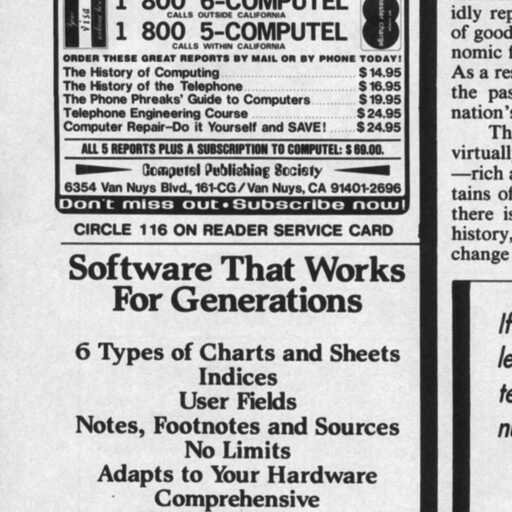 1 800 6-COMPUTEL
CALLS OUTSIDE CALIFORNIA
1 800 5-COMPUTEL
CALLS WITHIN CALIFORNIA
visa
master charge
ORDER THESE GREAT REPORTS BY MAIL OR BY PHONE TODAY!
The History of Computing $14.95
The History of the Telephone $16.95
The Phone Phreaks' Guide to Computers $19.95
Telephone Engineering Course $24.95
Computer Repair-Do it Yourself and SAVE! $24.95
ALL 5 REPORTS PLUS A SUBSCRIPTION TO COMPUTEL: $69.00.
Computel Publishing Society
6354 Van Nuys Blvd., 161-CG/Van Nuys, CA 91401-2696
Don't miss out•Subscribe now!
CIRCLE 116 ON READER SERVICE CARD
Software That Works
For Generations
6 Types of Charts and Sheets
Indices
User Fields
Notes, Footnotes and Sources
No Limits
Adapts to Your Hardware
Comprehensive
idly rep
of good
nomic f
As a res
the pas
nation's
Th
virtuall
—rich a
tains of
there is
history,
change
If
le
te
nu